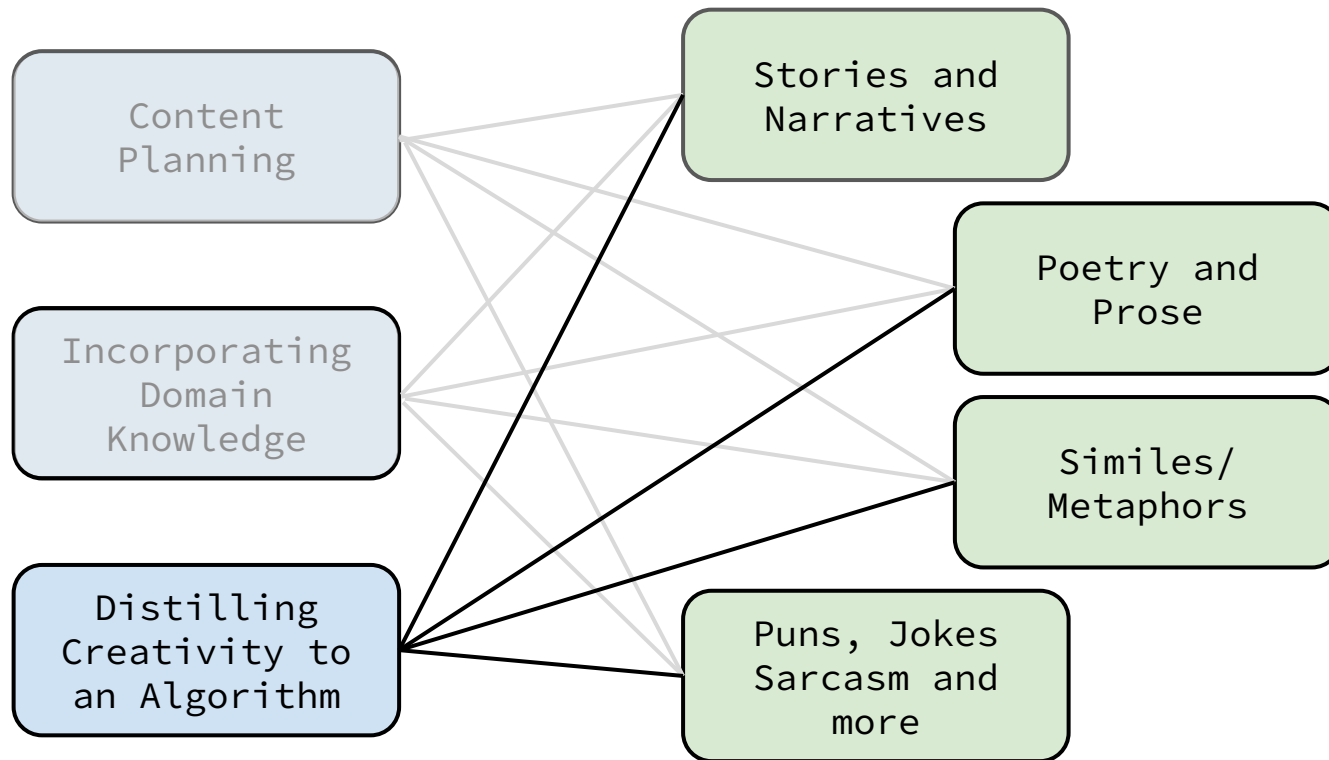 Content
Planning
Incorporating
Domain
Knowledge
Distilling
Creativity to
an Algorithm
Stories and
Narratives
Poetry and
Prose
Similes/
Metaphors
Puns, Jokes
Sarcasm and
more